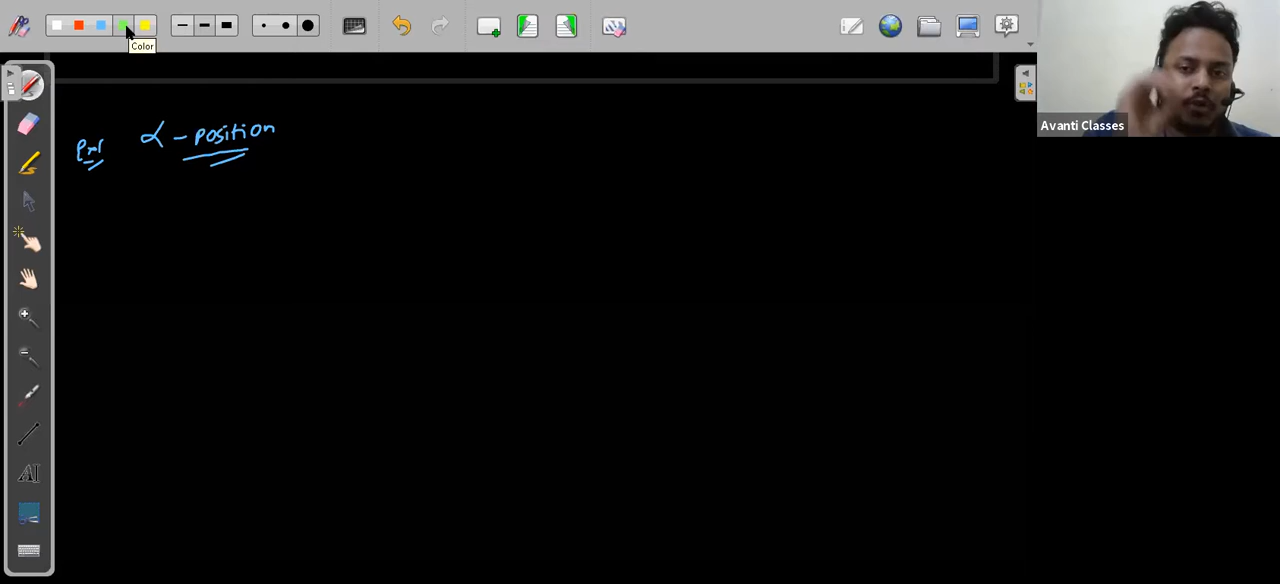 Color
α - position
Avanti Classes